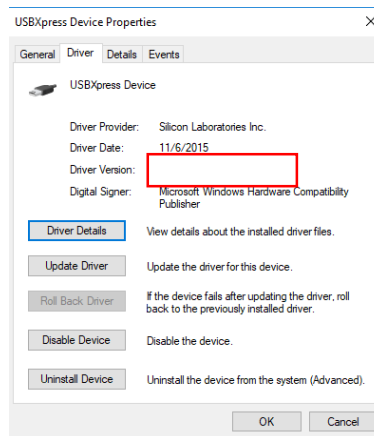 USBXpress Device Properties
General Driver Details Events
USBXpress Device
Driver Provider: Silicon Laboratories Inc.
Driver Date: 11/6/2015
Driver Version:
Digital Signer: Microsoft Windows Hardware Compatibility
Publisher
Driver Details View details about the installed driver files.
Update Driver Update the driver for this device.
Roll Back Driver If the device fails after updating the driver, roll
back to the previously installed driver.
Disable Device Disable the device.
Uninstall Device Uninstall the device from the system (Advanced).
OK Cancel